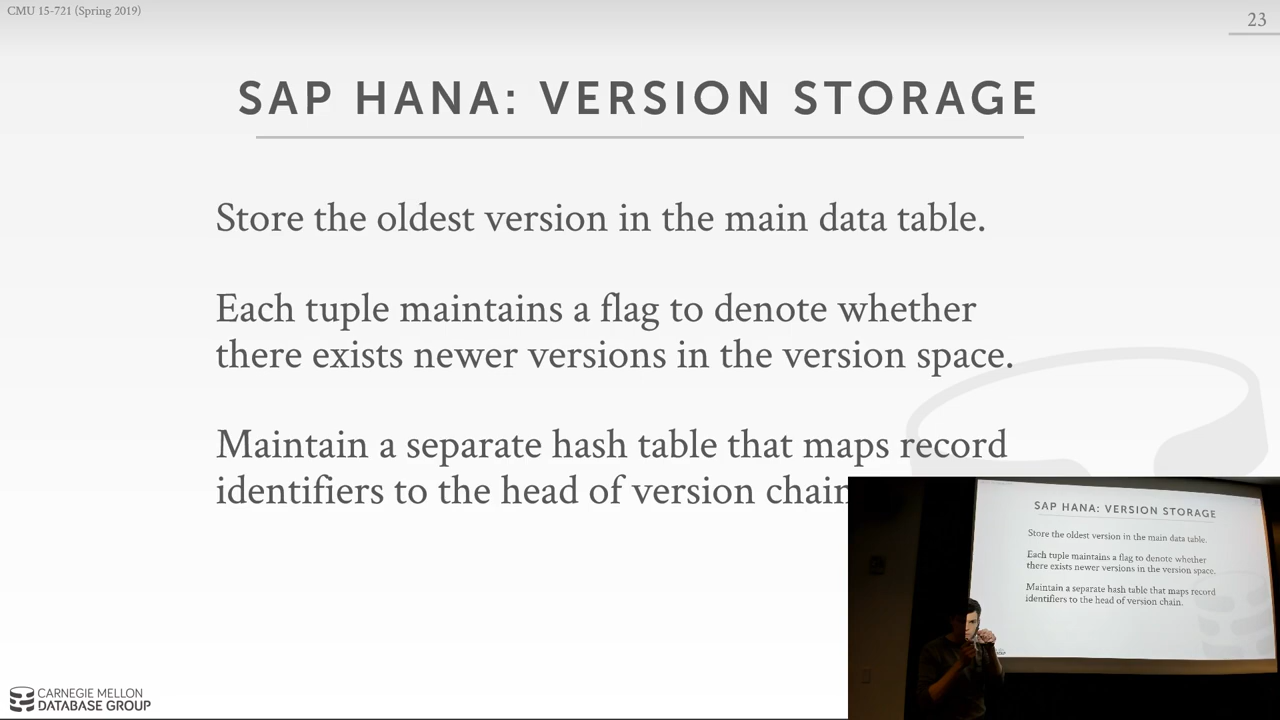 CMU 15-721 (Spring 2019)
23
SAP HANA: VERSION STORAGE
Store the oldest version in the main data table.
Each tuple maintains a flag to denote whether
there exists newer versions in the version space.
Maintain a separate hash table that maps record
identifiers to the head of version chain
SAP HANA: VERSION STORAGE
Store the oldest version in the main data table.
Each tuple maintains a flag to denote whether
there exists newer versions in the version space.
Maintain a separate hash table that maps record
identifiers to the head of version chain.
CARNEGIE MELLON
DATABASE GROUP